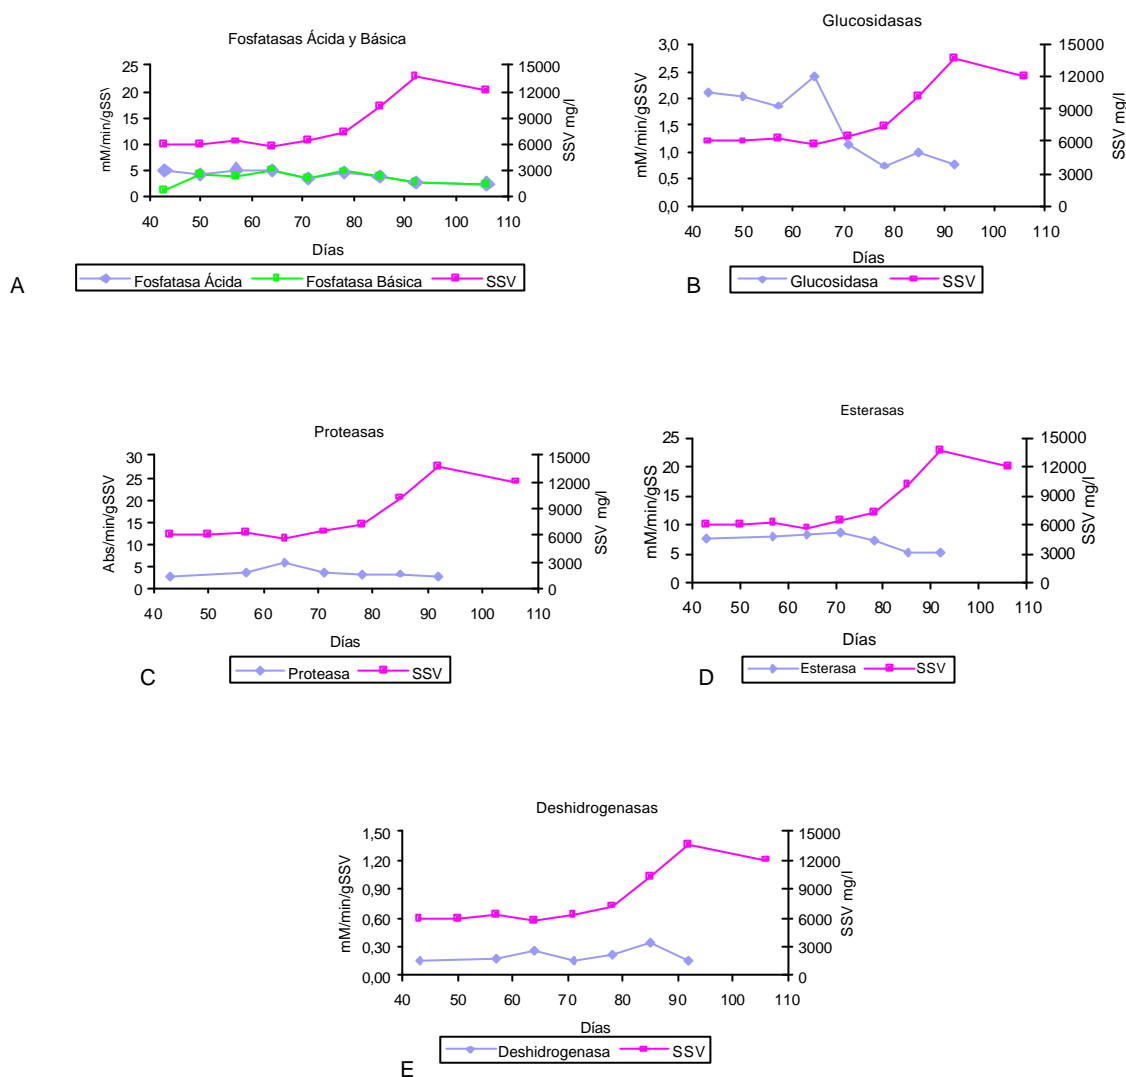 Fosfatasas Ácida y Básica
mM/min/gSSV
25
20
15
10
5
0
15000
12000
9000
6000
3000
0
SSV mg/l
40 50 60 70 80 90 100 110
Días
Fosfatasa Ácida Fosfatasa Básica SSV
A
Glucosidasas
mM/min/gSSV
3,0
2,5
2,0
1,5
1,0
0,5
0,0
15000
12000
9000
6000
3000
0
SSV mg/l
40 50 60 70 80 90 100 110
Días
Glucosidasa SSV
B
Proteasas
Abs/min/gSSV
30
25
20
15
10
5
0
15000
12000
9000
6000
3000
0
SSV mg/l
40 50 60 70 80 90 100 110
Días
Proteasa SSV
C
Esterasas
mM/min/gSS
25
20
15
10
5
0
15000
12000
9000
6000
3000
0
SSV mg/l
40 50 60 70 80 90 100 110
Días
Esterasa SSV
D
Deshidrogenasas
mM/min/gSSV
1,50
1,20
0,90
0,60
0,30
0,00
15000
12000
9000
6000
3000
0
SSV mg/l
40 50 60 70 80 90 100 110
Días
Deshidrogenasa SSV
E